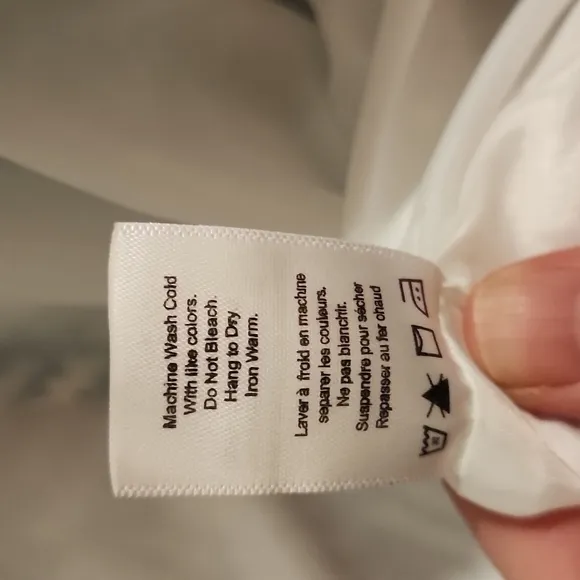 Machine Wash Cold
With like colors.
Do Not Bleach.
Hang to Dry
Iron Warm.
Laver à froid en machine
separer les couleurs.
Ne pas blanchir.
Suspendre pour sécher
Repasser au fer chaud